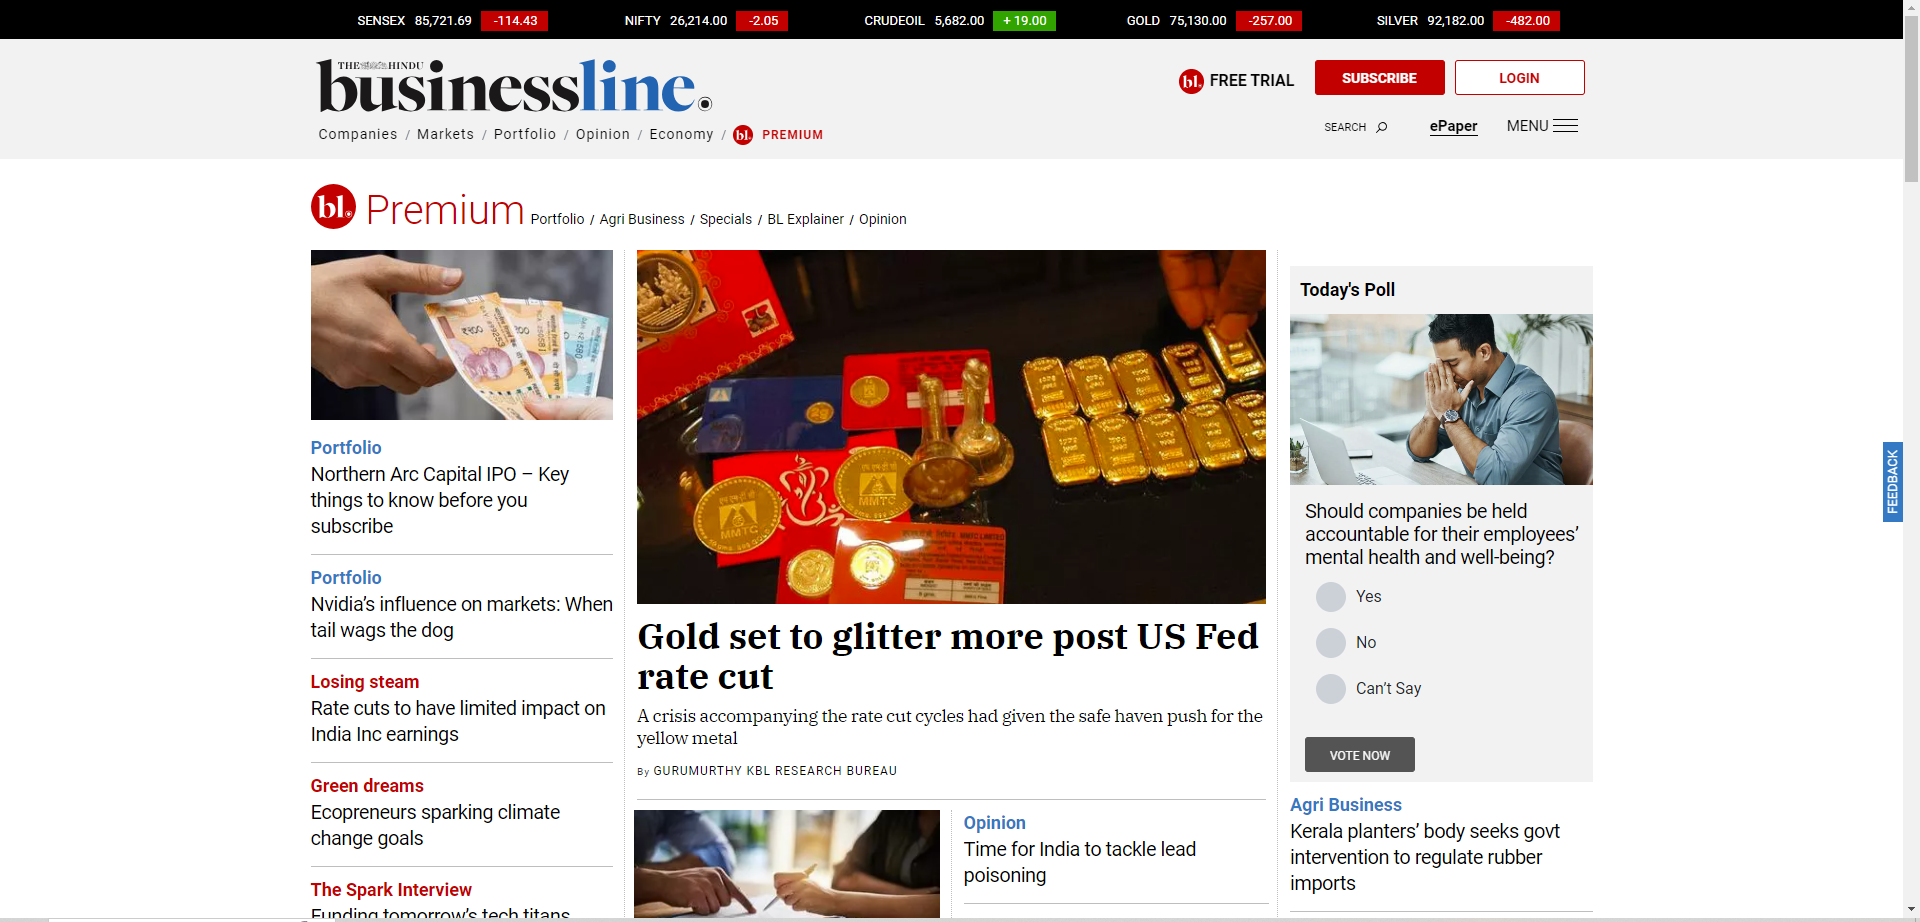 SENSEX 85,721.69 -114.43 NIFTY 26,214.00 -2.05 CRUDEOIL 5,682.00 + 19.00 GOLD 75,130.00 -257.00 SILVER 92,182.00 -482.00
THE HINDU
businessline.
bl. FREE TRIAL SUBSCRIBE LOGIN
Companies / Markets / Portfolio / Opinion / Economy / bl. PREMIUM
SEARCH ePaper MENU
bl. Premium Portfolio / Agri Business / Specials / BL Explainer / Opinion
Portfolio
Northern Arc Capital IPO – Key
things to know before you
subscribe
Portfolio
Nvidia’s influence on markets: When
tail wags the dog
Losing steam
Rate cuts to have limited impact on
India Inc earnings
Green dreams
Ecopreneurs sparking climate
change goals
The Spark Interview
Funding tomorrow’s tech titans
MMTC
MMTC
Gold set to glitter more post US Fed
rate cut
A crisis accompanying the rate cut cycles had given the safe haven push for the
yellow metal
By GURUMURTHY KBL RESEARCH BUREAU
Opinion
Time for India to tackle lead
poisoning
Today's Poll
Should companies be held
accountable for their employees’
mental health and well-being?
Yes
No
Can’t Say
VOTE NOW
Agri Business
Kerala planters’ body seeks govt
intervention to regulate rubber
imports
FEEDBACK